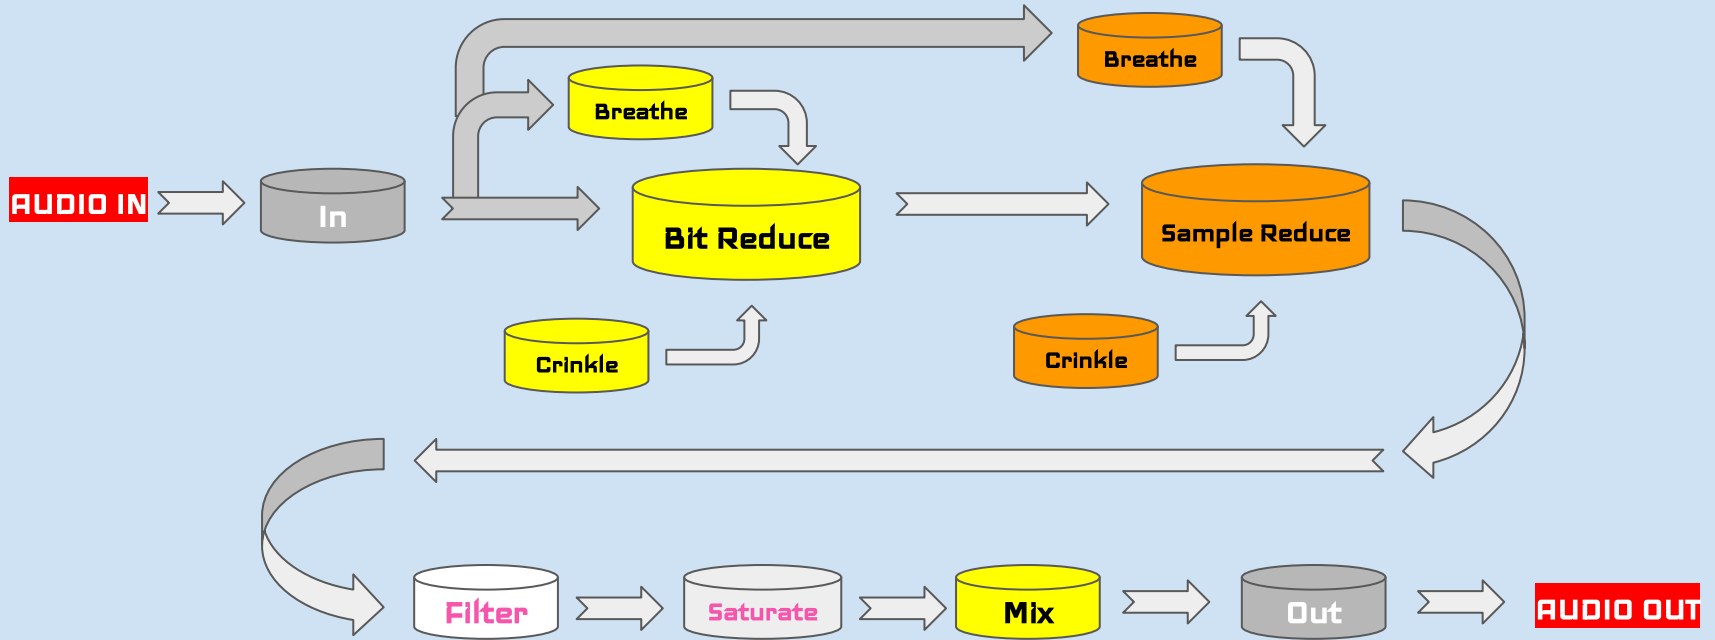 Breathe
Breathe
AUDIO IN
In
Bit Reduce
Sample Reduce
Crinkle
Crinkle
Filter
Saturate
Mix
Out
AUDIO OUT